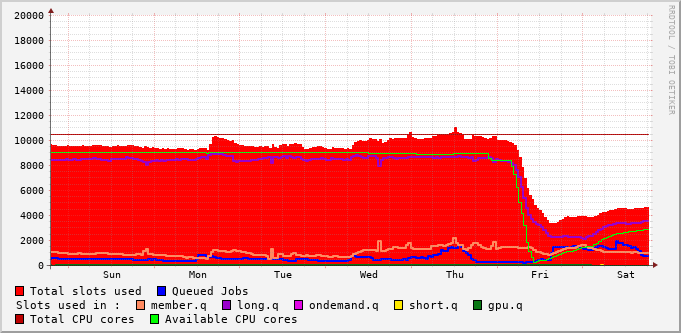 RRDTOOL / TOBI OETIKER
20000
18000
16000
14000
12000
10000
8000
6000
4000
2000
0
Sun Mon Tue Wed Thu Fri Sat
Total slots used Queued Jobs
Slots used in : member.q long.q ondemand.q short.q gpu.q
Total CPU cores Available CPU cores